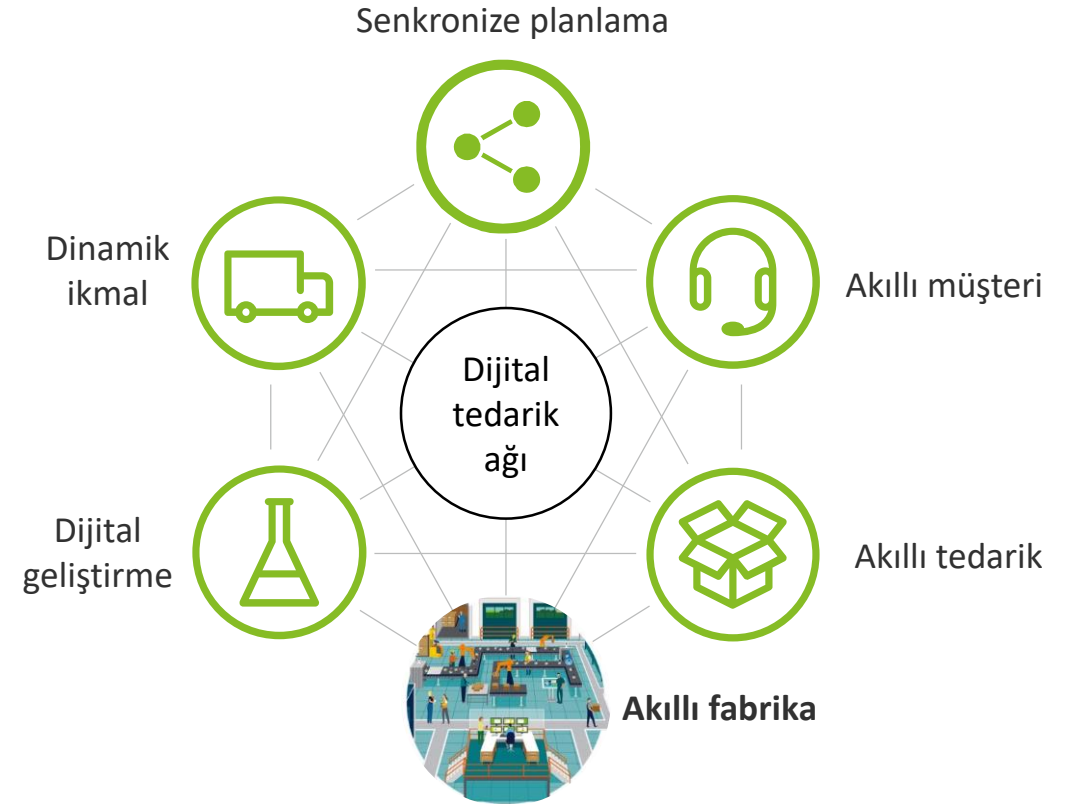 Senkronize planlama
Dinamik
ikmal
Akıllı müşteri
Dijital
tedarik
ağı
Dijital
geliştirme
Akıllı tedarik
Akıllı fabrika